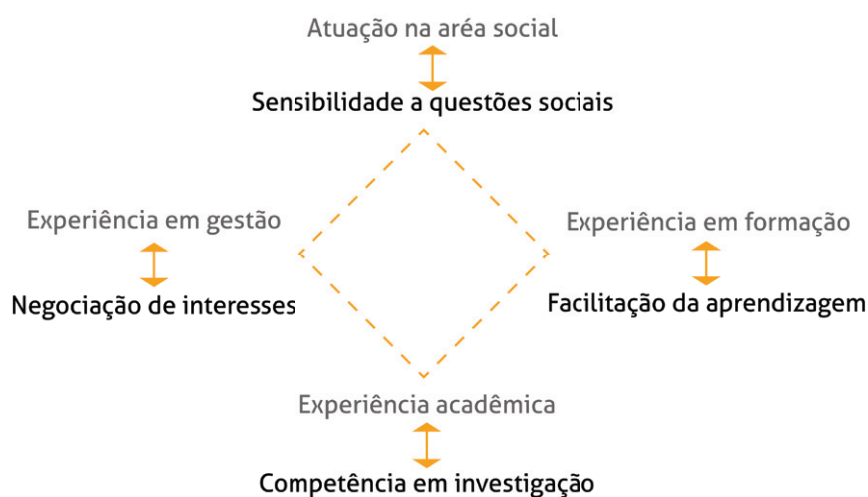 Atuação na aréa social
Sensibilidade a questões sociais
Experiência em gestão
Negociação de interesses
Experiência em formação
Facilitação da aprendizagem
Experiência acadêmica
Competência em investigação